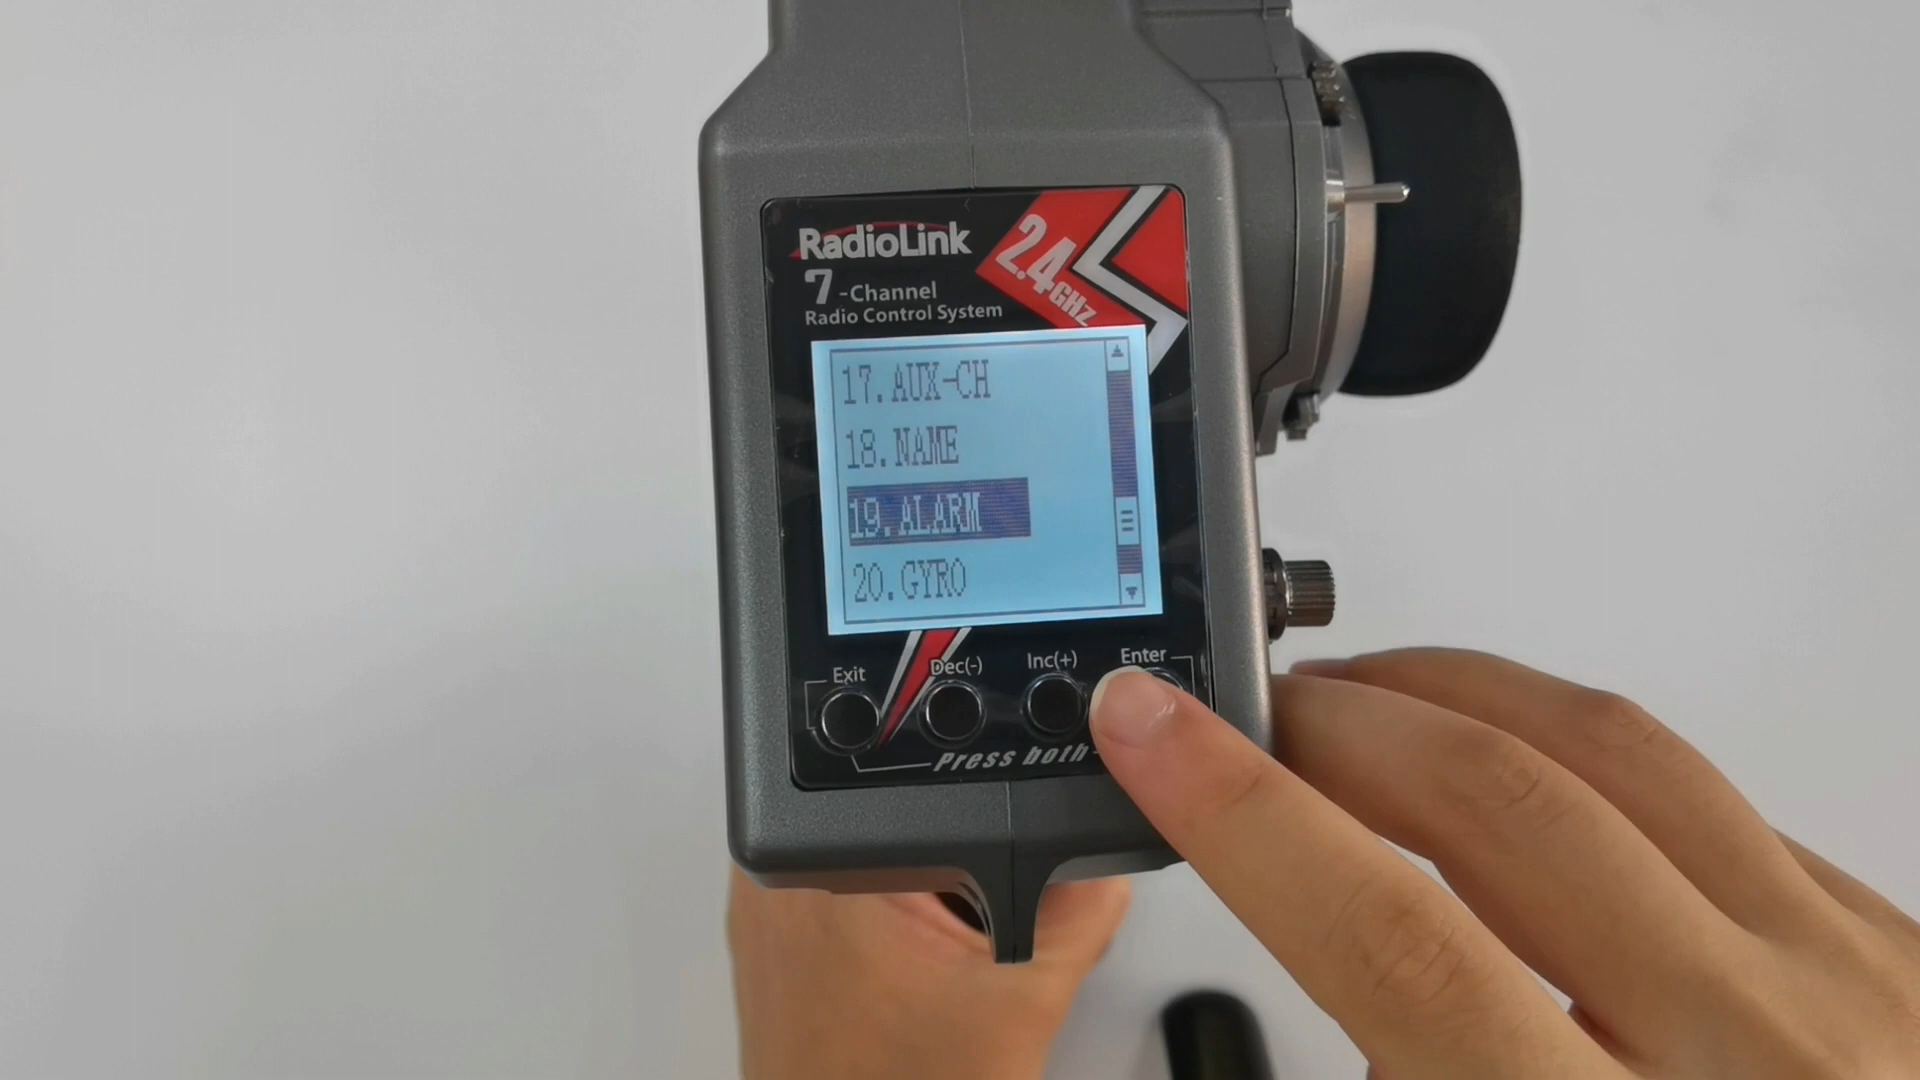 RadioLink
2.4GHz
7-Channel
Radio Control System
17.AUX-CH
18.NAME
19.ALARM
20.GYRO
Exit
Dec(-)
Inc(+)
Enter
Press both